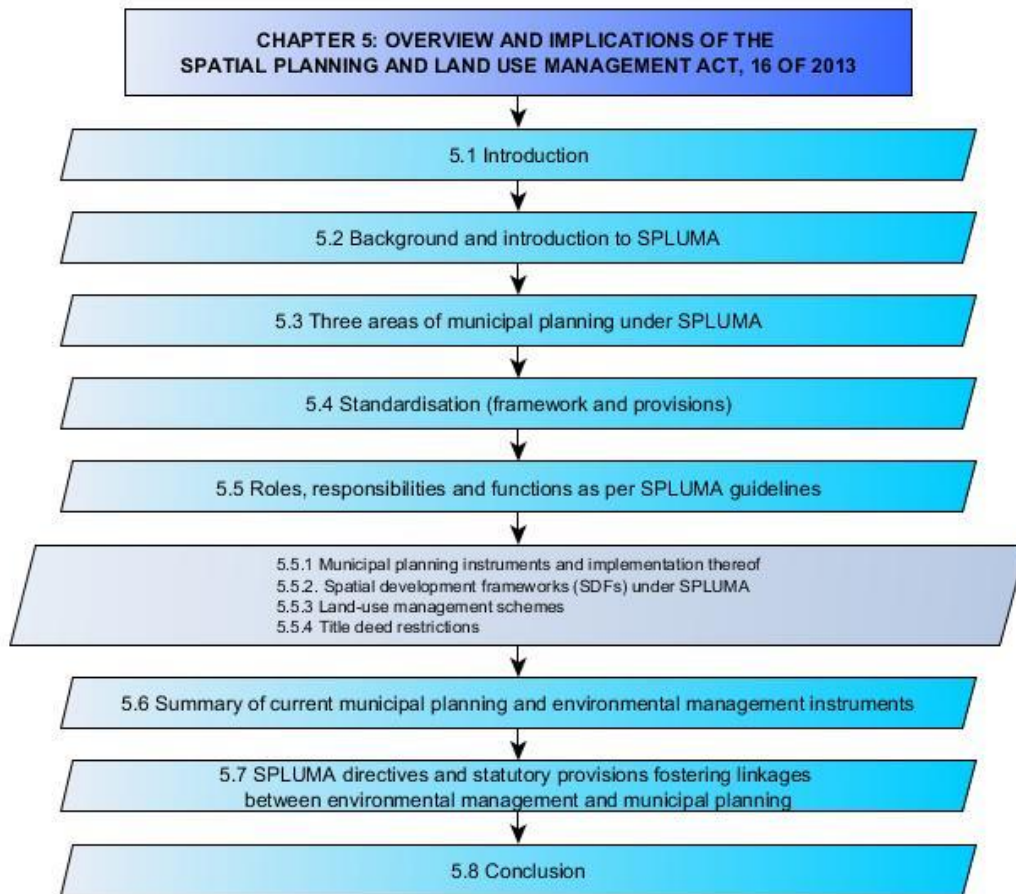 CHAPTER 5: OVERVIEW AND IMPLICATIONS OF THE
SPATIAL PLANNING AND LAND USE MANAGEMENT ACT, 16 OF 2013
5.1 Introduction
5.2 Background and introduction to SPLUMA
5.3 Three areas of municipal planning under SPLUMA
5.4 Standardisation (framework and provisions)
5.5 Roles, responsibilities and functions as per SPLUMA guidelines
5.5.1 Municipal planning instruments and implementation thereof
5.5.2. Spatial development frameworks (SDFs) under SPLUMA
5.5.3 Land-use management schemes
5.5.4 Title deed restrictions
5.6 Summary of current municipal planning and environmental management instruments
5.7 SPLUMA directives and statutory provisions fostering linkages
between environmental management and municipal planning
5.8 Conclusion